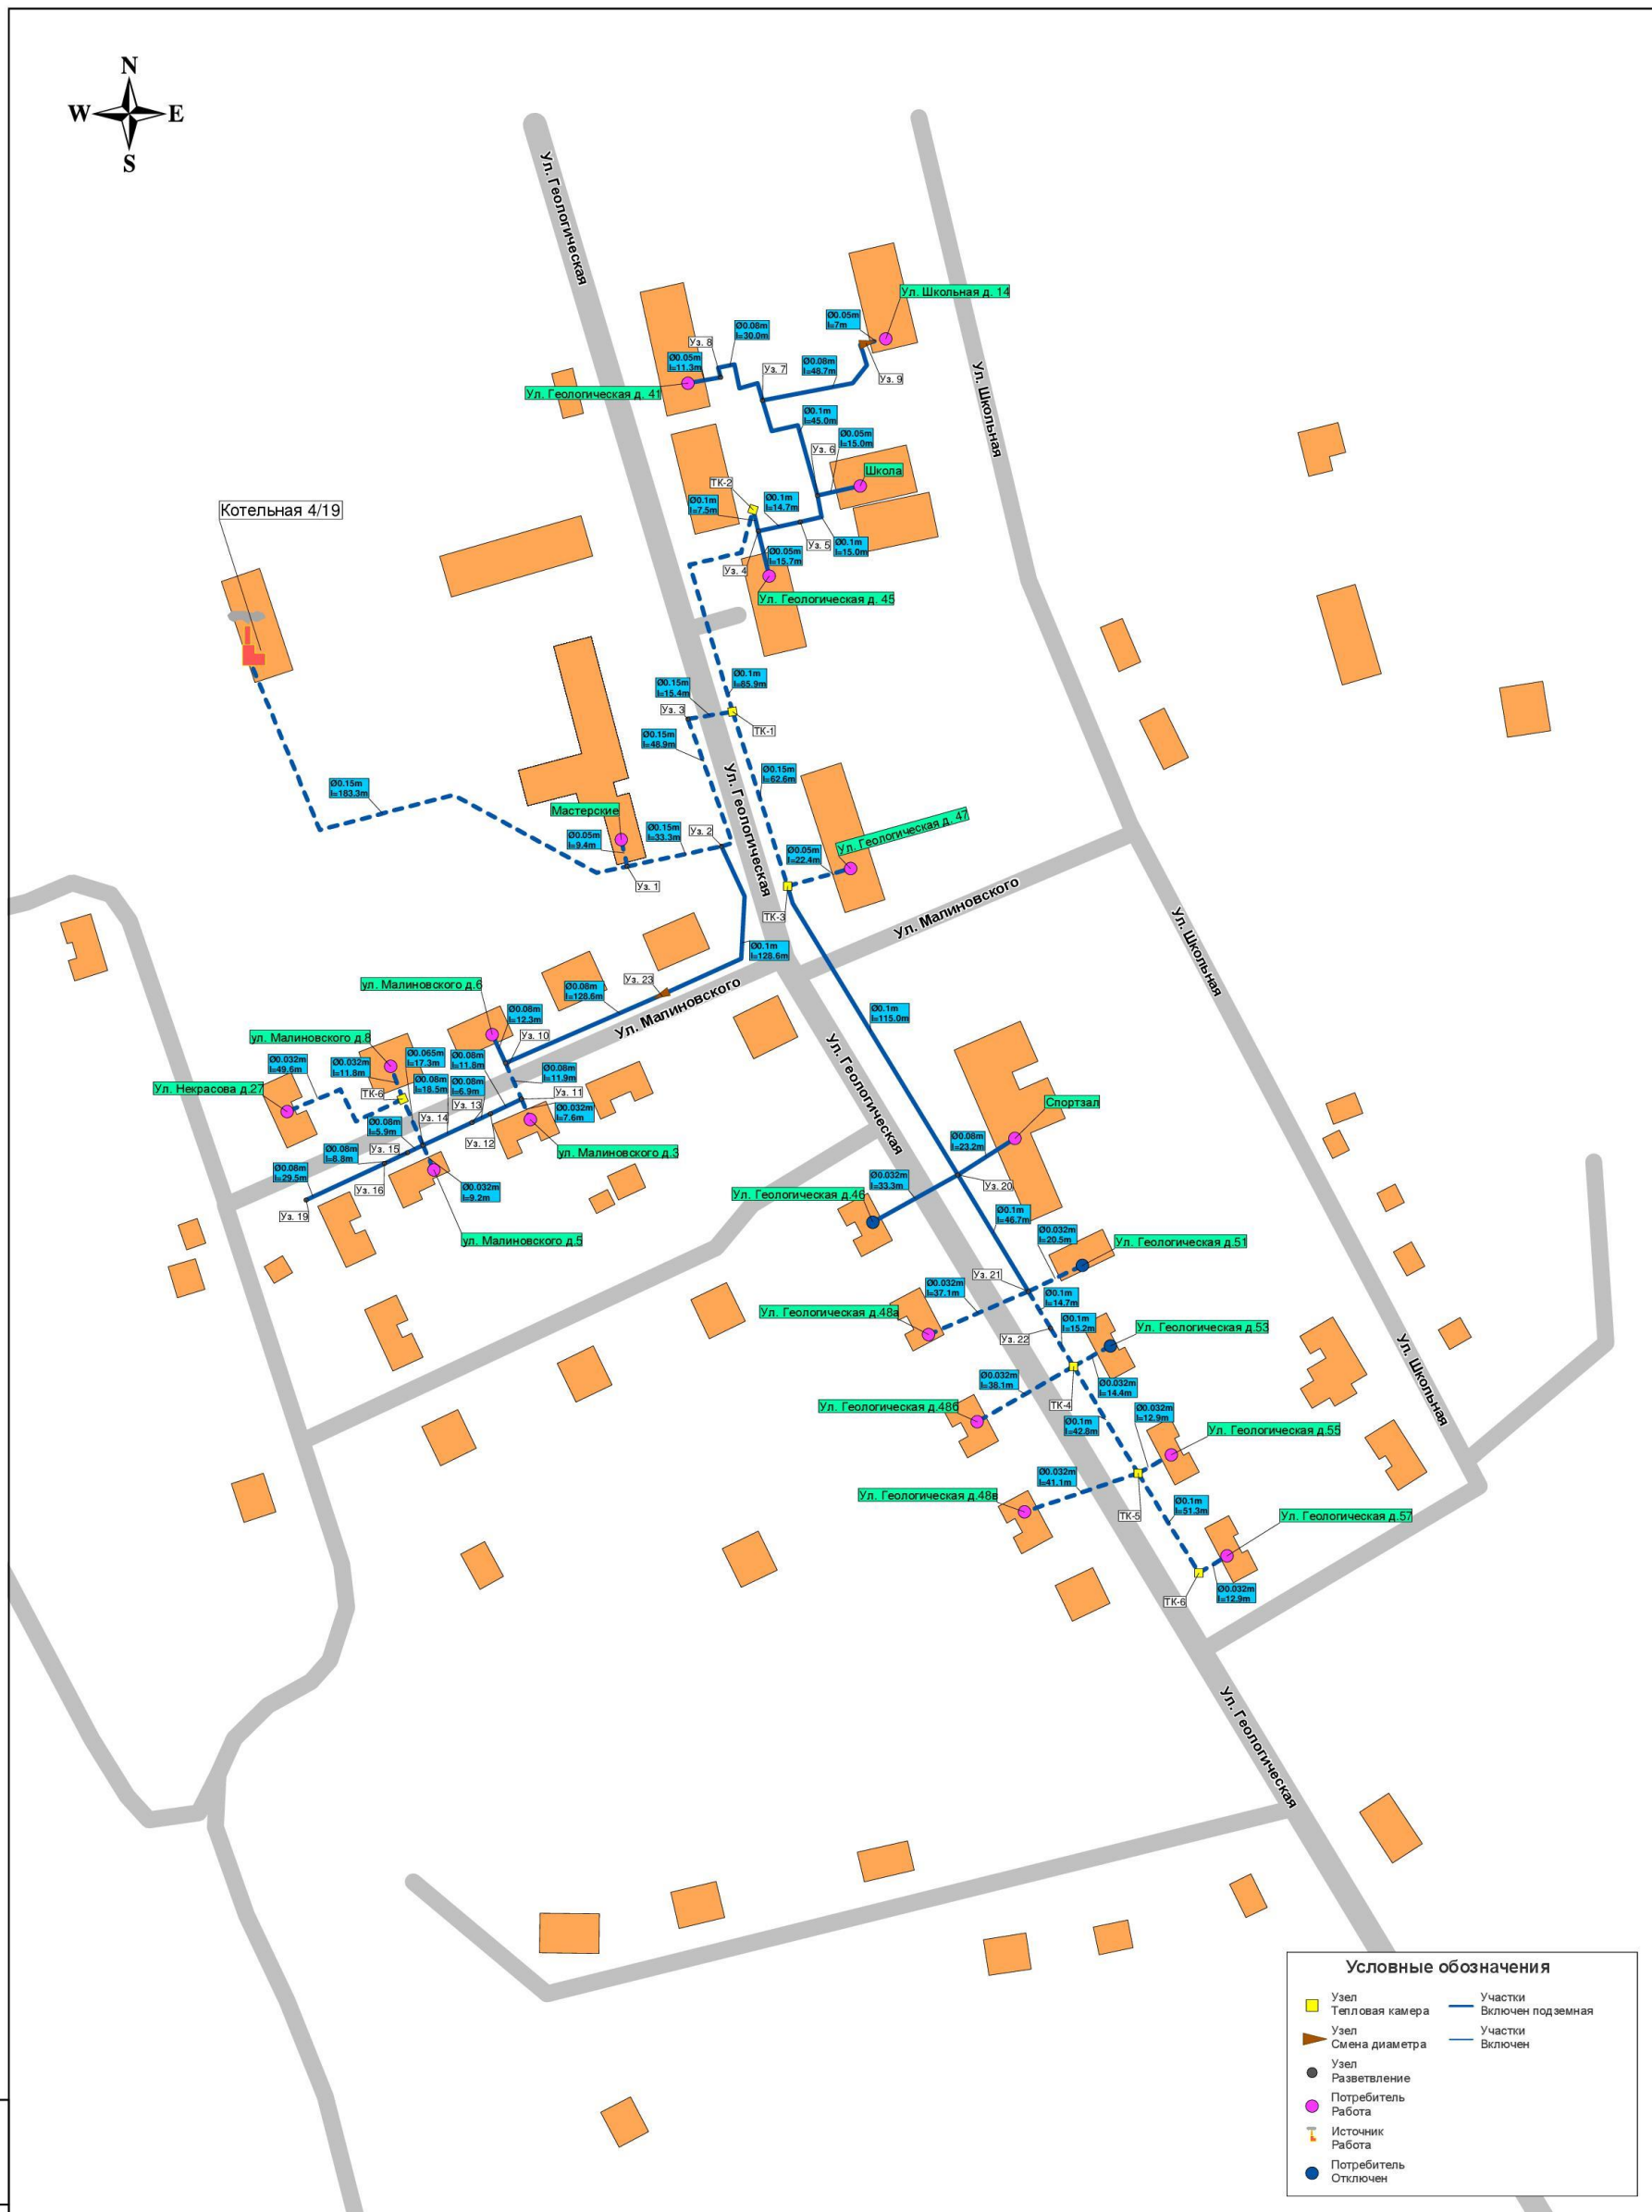 N
W
E
S
Ул. Геологическая
Ул. Школьная д. 14
Ø0.05m
l=7m
Ø0.08m
l=30.0m
Уз. 8
Ø0.05m
l=11.3m
Ø0.08m
l=48.7m
Уз. 7
Уз. 9
Ул. Геологическая д. 41
Ул. Школьная
Ø0.1m
l=45.0m
Ø0.05m
l=15.0m
Уз. 6
Школа
ТК-2
Ø0.1m
l=7.5m
Ø0.1m
l=14.7m
Котельная 4/19
Уз. 5
Ø0.1m
l=15.0m
Ø0.05m
l=15.7m
Уз. 4
Ул. Геологическая д. 45
Ø0.1m
l=85.9m
Ø0.15m
l=15.4m
Уз. 3
ТК-1
Ø0.15m
l=48.9m
Ø0.15m
l=62.6m
Ул. Геологическая
Ø0.15m
l=183.3m
Мастерские
Ø0.05m
l=9.4m
Ø0.15m
l=33.3m
Уз. 2
Ул. Геологическая д. 47
Ø0.05m
l=22.4m
Уз. 1
ТК-3
Ул. Малиновского
Ул. Школьная
Ø0.1m
l=128.6m
Уз. 23
Ø0.08m
l=128.6m
ул. Малиновского д.6
Ул. Малиновского
Ø0.1m
l=115.0m
Ø0.08m
l=12.3m
Уз. 10
ул. Малиновского д.8
Ø0.032m
l=49.6m
Ø0.032m
l=11.8m
Ø0.065m
l=17.3m
Ø0.08m
l=11.8m
Ø0.08m
l=11.9m
Ул. Некрасова д.27
ТК-6
Ø0.08m
l=18.5m
Ø0.08m
l=6.9m
Уз. 11
Уз. 13
Ø0.032m
l=7.6m
Уз. 14
Ø0.08m
l=5.9m
Уз. 12
Уз. 15
ул. Малиновского д.3
Ø0.08m
l=8.8m
Ø0.08m
l=29.5m
Уз. 16
Ø0.032m
l=9.2m
Уз. 19
ул. Малиновского д.5
Ул. Геологическая
Спортзал
Ø0.08m
l=23.2m
Ø0.032m
l=33.3m
Уз. 20
Ул. Геологическая д.46
Ø0.1m
l=46.7m
Ø0.032m
l=20.5m
Ул. Геологическая д.51
Уз. 21
Ø0.032m
l=37.1m
Ø0.1m
l=14.7m
Ул. Геологическая д.48а
Ø0.1m
l=15.2m
Ул. Геологическая д.53
Уз. 22
Ø0.032m
l=38.1m
Ø0.032m
l=14.4m
Ул. Школьная
ТК-4
Ул. Геологическая д.48б
Ø0.1m
l=42.8m
Ø0.032m
l=12.9m
Ул. Геологическая д.55
Ø0.032m
l=41.1m
Ул. Геологическая д.48в
Ø0.1m
l=51.3m
ТК-5
Ул. Геологическая д.57
ТК-6
Ø0.032m
l=12.9m
Ул. Геологическая
Условные обозначения
Узел
Тепловая камера
Участки
Включен подземная
Узел
Смена диаметра
Участки
Включен
Узел
Разветвление
Потребитель
Работа
Источник
Работа
Потребитель
Отключен